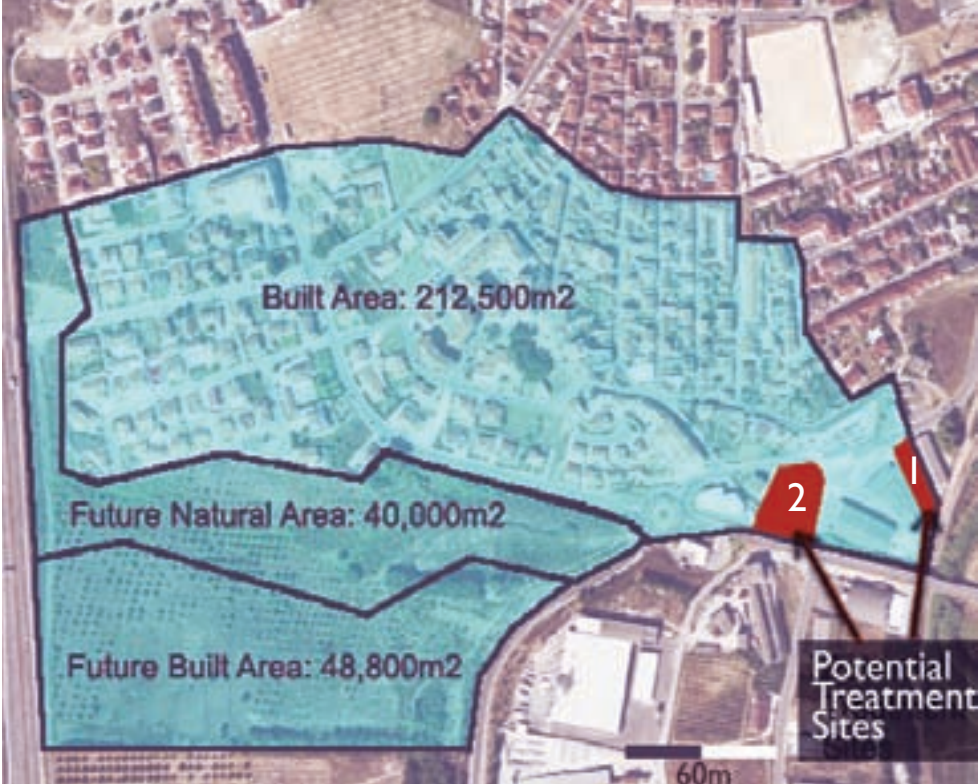 Built Area: 212,500m2
1
2
Future Natural Area: 40,000m2
Future Built Area: 48,800m2
Potential
Treatment
Sites
60m